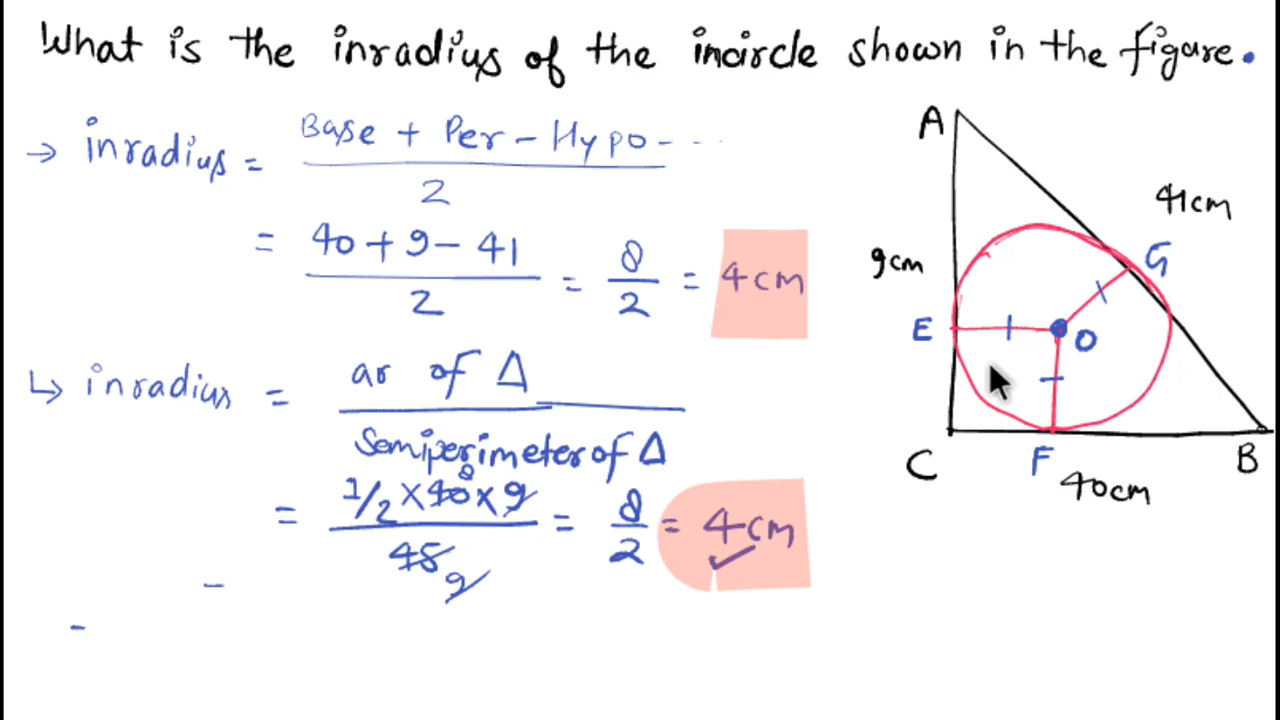 What is the inradius of the incircle shown in the figure.
→ inradius = Base + Per - Hypo - - -
2
= 40 + 9 - 41 / 2 = 8/2 = 4cm
↳ inradius = ar of Δ
Semiperimeter of Δ
= 1/2 × 40 × 9 = 8/2 = 4cm
8
45 9
A
41cm
9cm
G
E
O
C
F
B
40cm